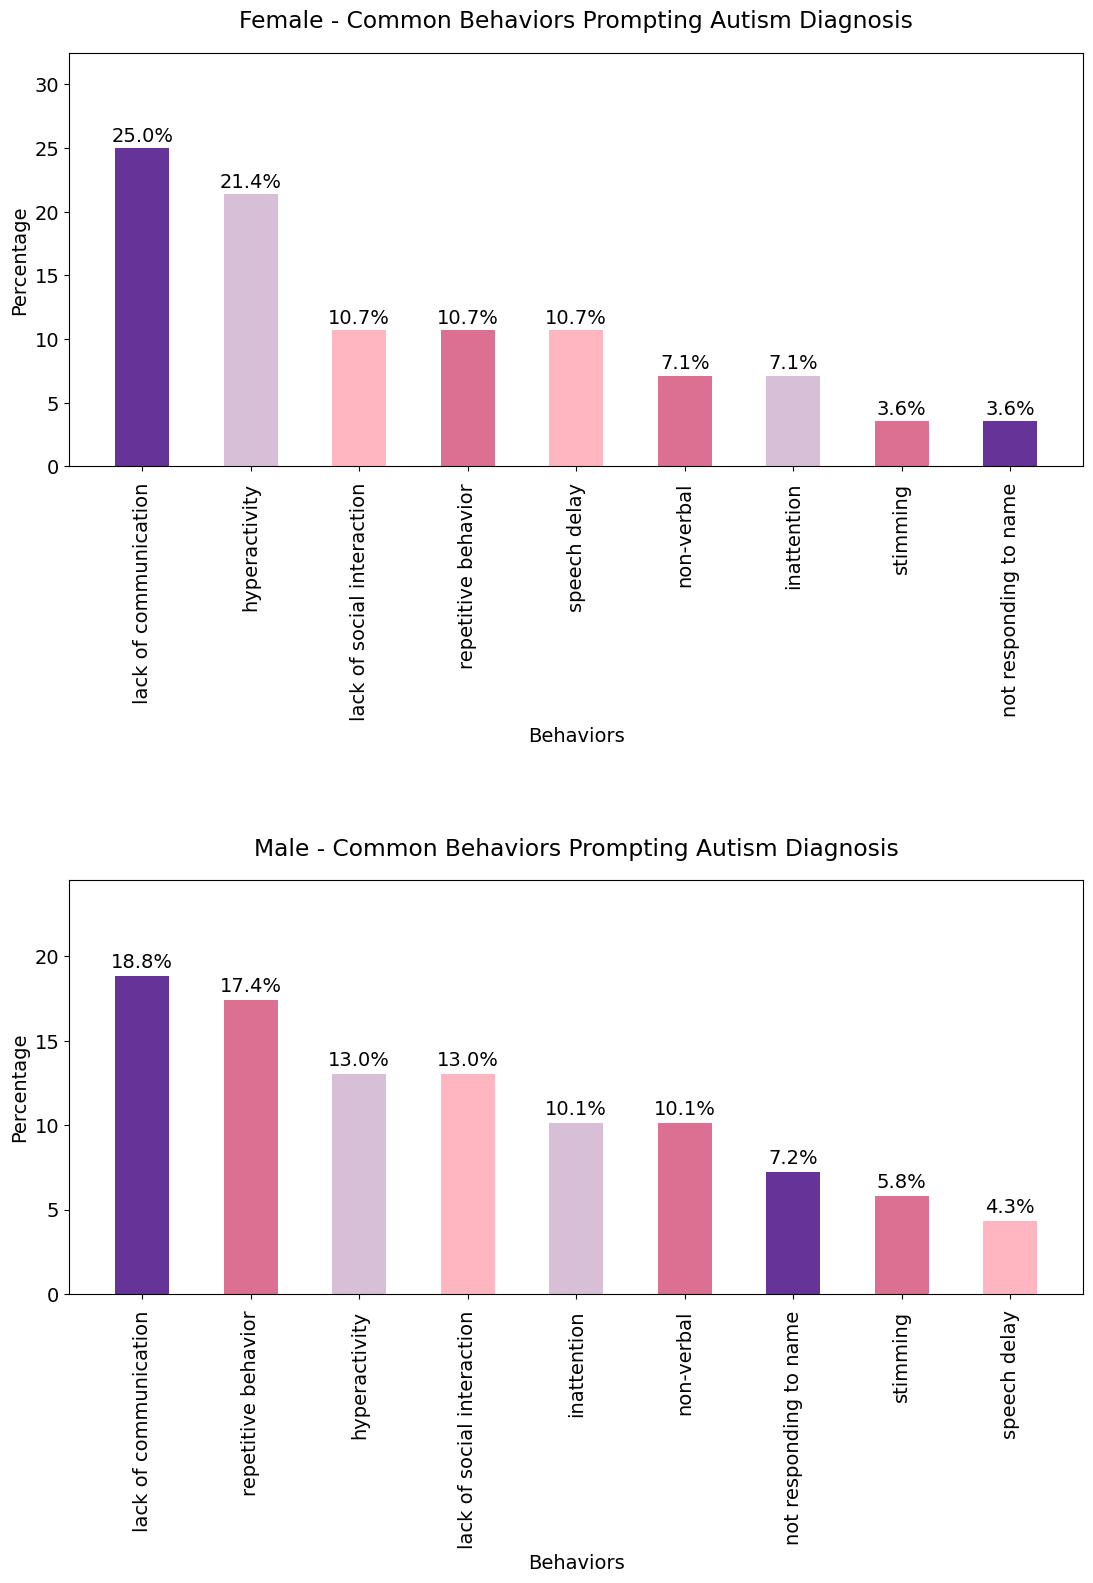 Female - Common Behaviors Prompting Autism Diagnosis
Percentage
30
25
20
15
10
5
0
25.0%
21.4%
10.7%
10.7%
10.7%
7.1%
7.1%
3.6%
3.6%
lack of communication
hyperactivity
lack of social interaction
repetitive behavior
speech delay
non-verbal
inattention
stimming
not responding to name
Behaviors
Male - Common Behaviors Prompting Autism Diagnosis
Percentage
20
15
10
5
0
18.8%
17.4%
13.0%
13.0%
10.1%
10.1%
7.2%
5.8%
4.3%
lack of communication
repetitive behavior
hyperactivity
lack of social interaction
inattention
non-verbal
not responding to name
stimming
speech delay
Behaviors